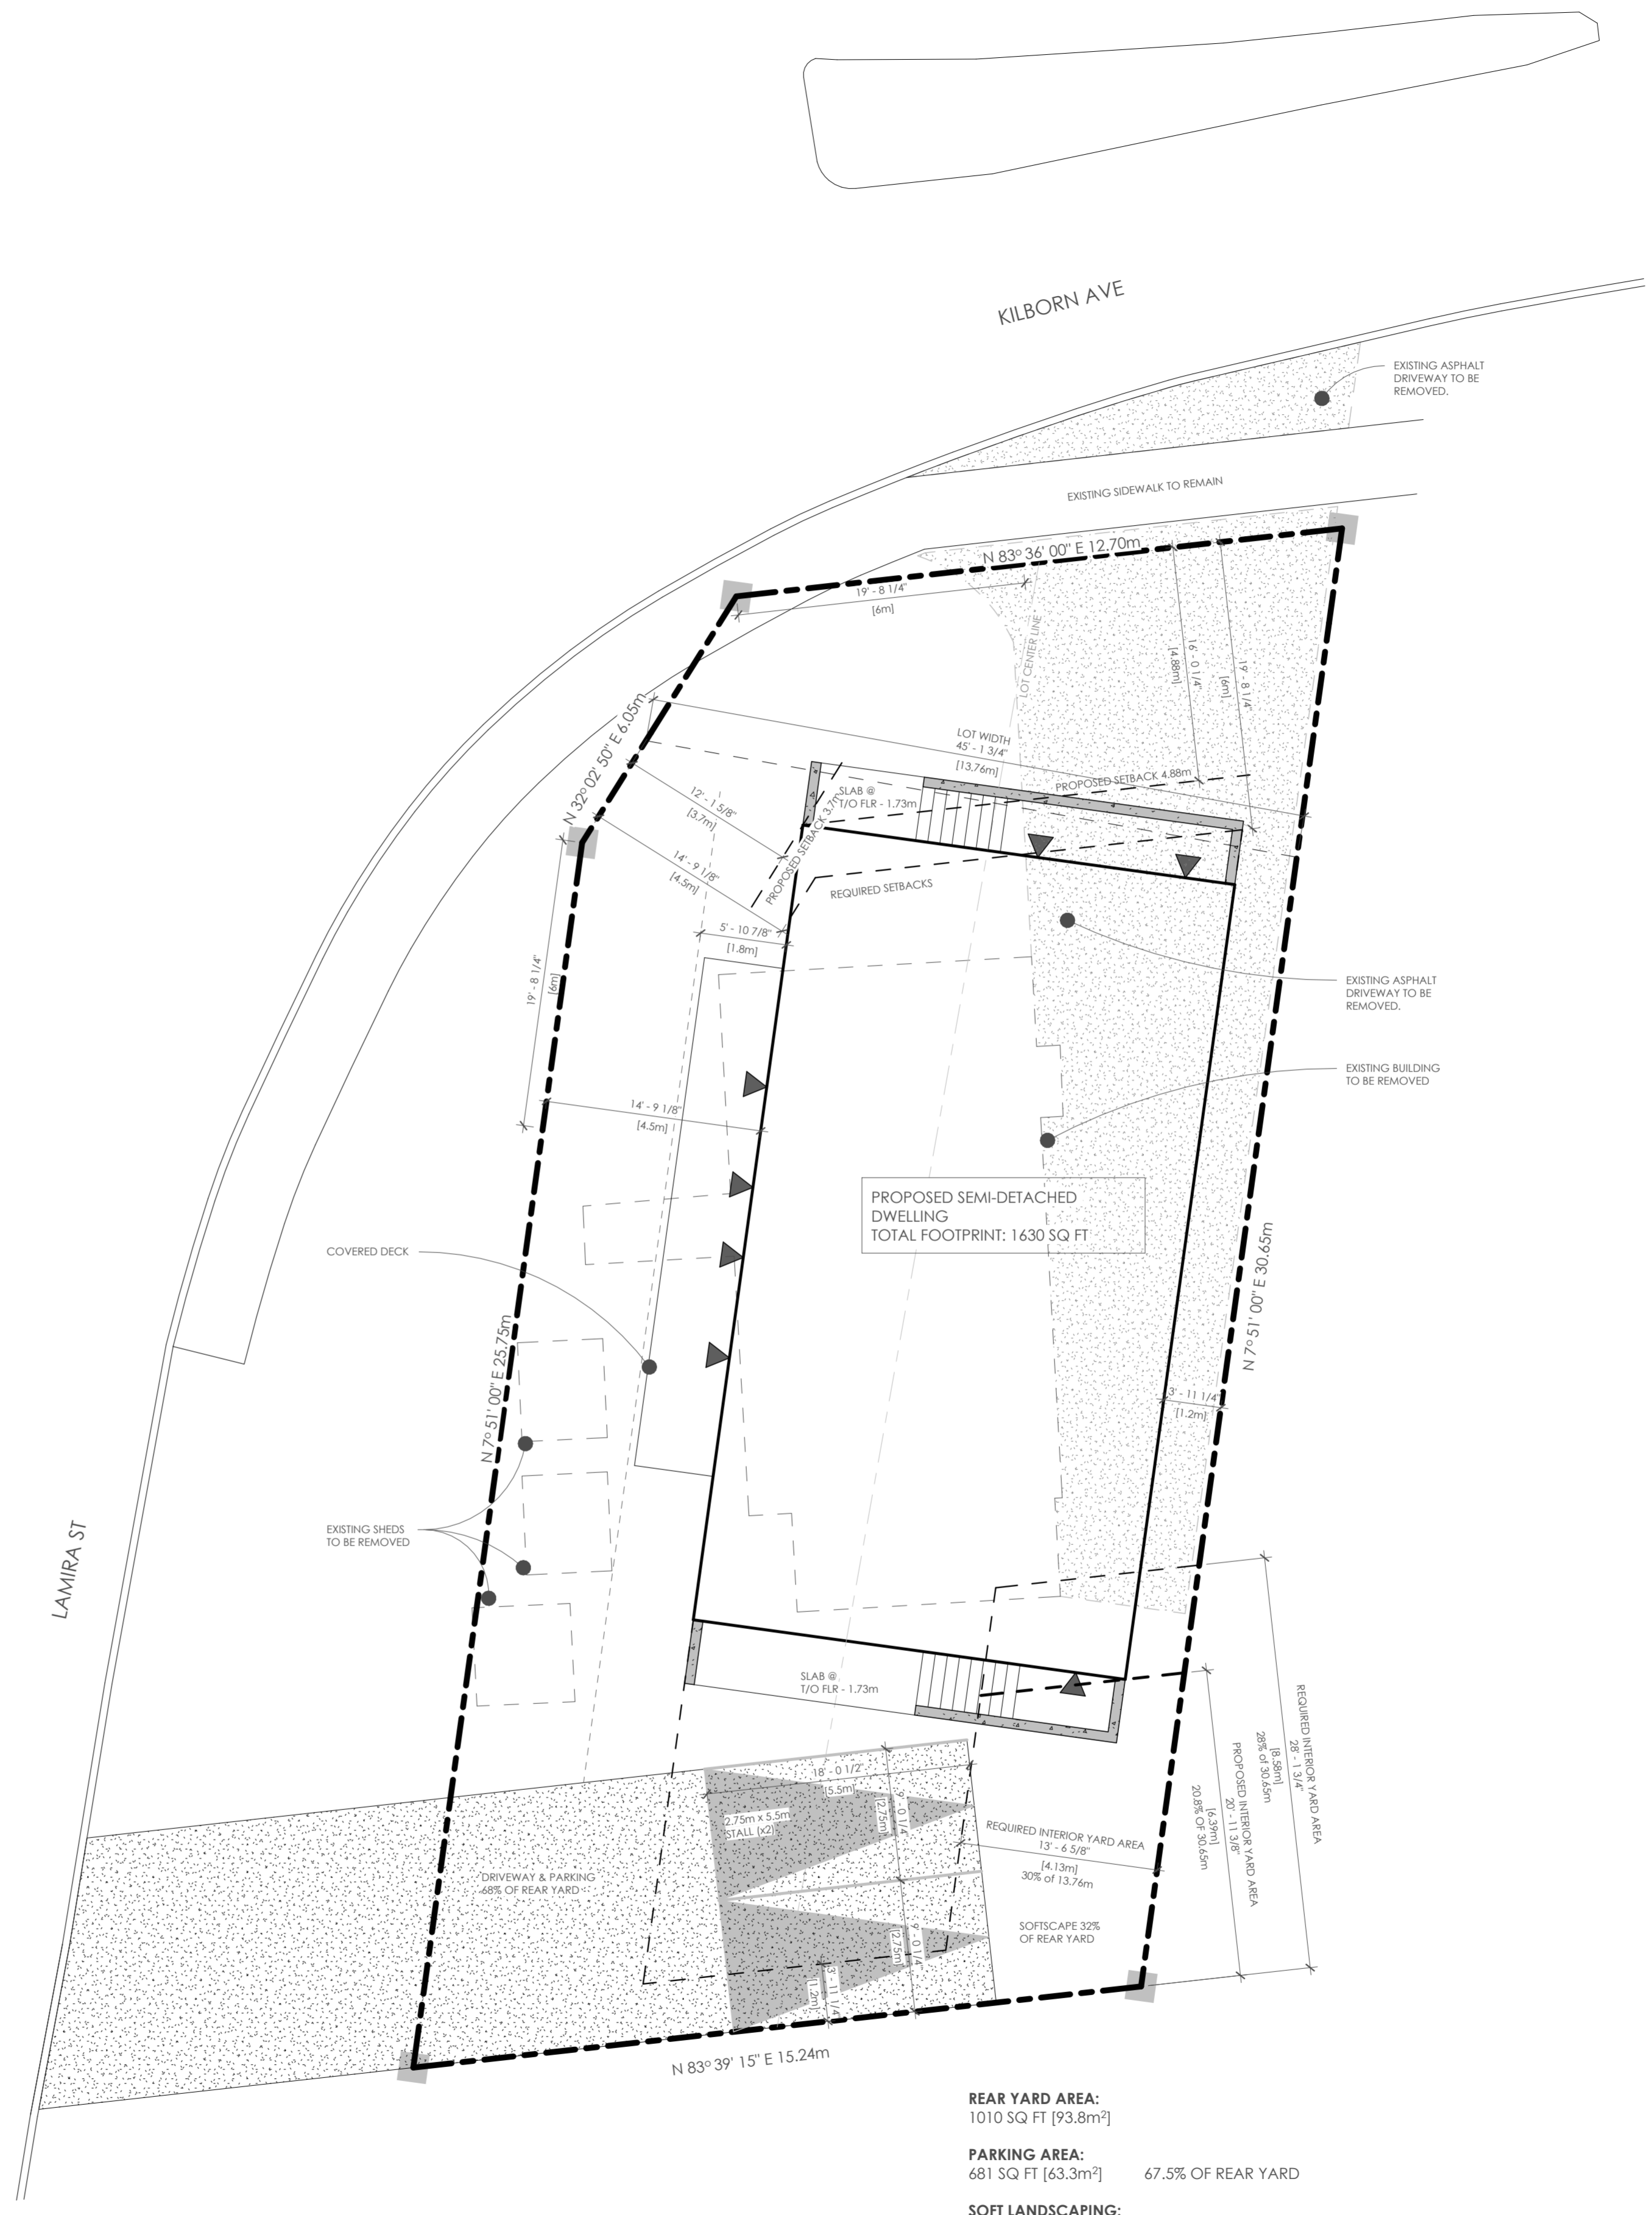 KILBORN AVE
EXISTING ASPHALT
DRIVEWAY TO BE
REMOVED.
EXISTING SIDEWALK TO REMAIN
N 83° 36' 00" E 12.70m
19' - 8 1/4"
[6m]
LOT CENTER LINE
16' - 0 1/4"
[4.88m]
19' - 8 1/4"
[6m]
N 32° 02' 50" E 6.05m
LOT WIDTH
45' - 1 3/4"
[13.76m]
PROPOSED SETBACK 4.88m
SLAB @
T/O FLR - 1.73m
12' - 1 5/8"
[3.7m]
PROPOSED SETBACK 3.7m
14' - 9 1/8"
[4.5m]
REQUIRED SETBACKS
5' - 10 7/8"
[1.8m]
19' - 8 1/4"
[6m]
EXISTING ASPHALT
DRIVEWAY TO BE
REMOVED.
EXISTING BUILDING
TO BE REMOVED
14' - 9 1/8"
[4.5m]
PROPOSED SEMI-DETACHED
DWELLING
TOTAL FOOTPRINT: 1630 SQ FT
COVERED DECK
N 7° 51' 00" E 30.65m
N 7° 51' 00" E 25.75m
3' - 11 1/4"
[1.2m]
EXISTING SHEDS
TO BE REMOVED
LAMIRA ST
SLAB @
T/O FLR - 1.73m
REQUIRED INTERIOR YARD AREA
28' - 1 3/4"
[8.58m]
28% of 30.65m
PROPOSED INTERIOR YARD AREA
20' - 11 3/8"
[6.39m]
20.8% OF 30.65m
18' - 0 1/2"
[5.5m]
9' - 0 1/4"
[2.75m]
2.75m x 5.5m
STALL (x2)
REQUIRED INTERIOR YARD AREA
13' - 6 5/8"
[4.13m]
30% of 13.76m
DRIVEWAY & PARKING
68% OF REAR YARD
SOFTSCAPE 32%
OF REAR YARD
9' - 0 1/4"
[2.75m]
3' - 11 1/4"
[1.2m]
N 83° 39' 15" E 15.24m
REAR YARD AREA:
1010 SQ FT [93.8m²]
PARKING AREA:
681 SQ FT [63.3m²] 67.5% OF REAR YARD
SOFT LANDSCAPING: